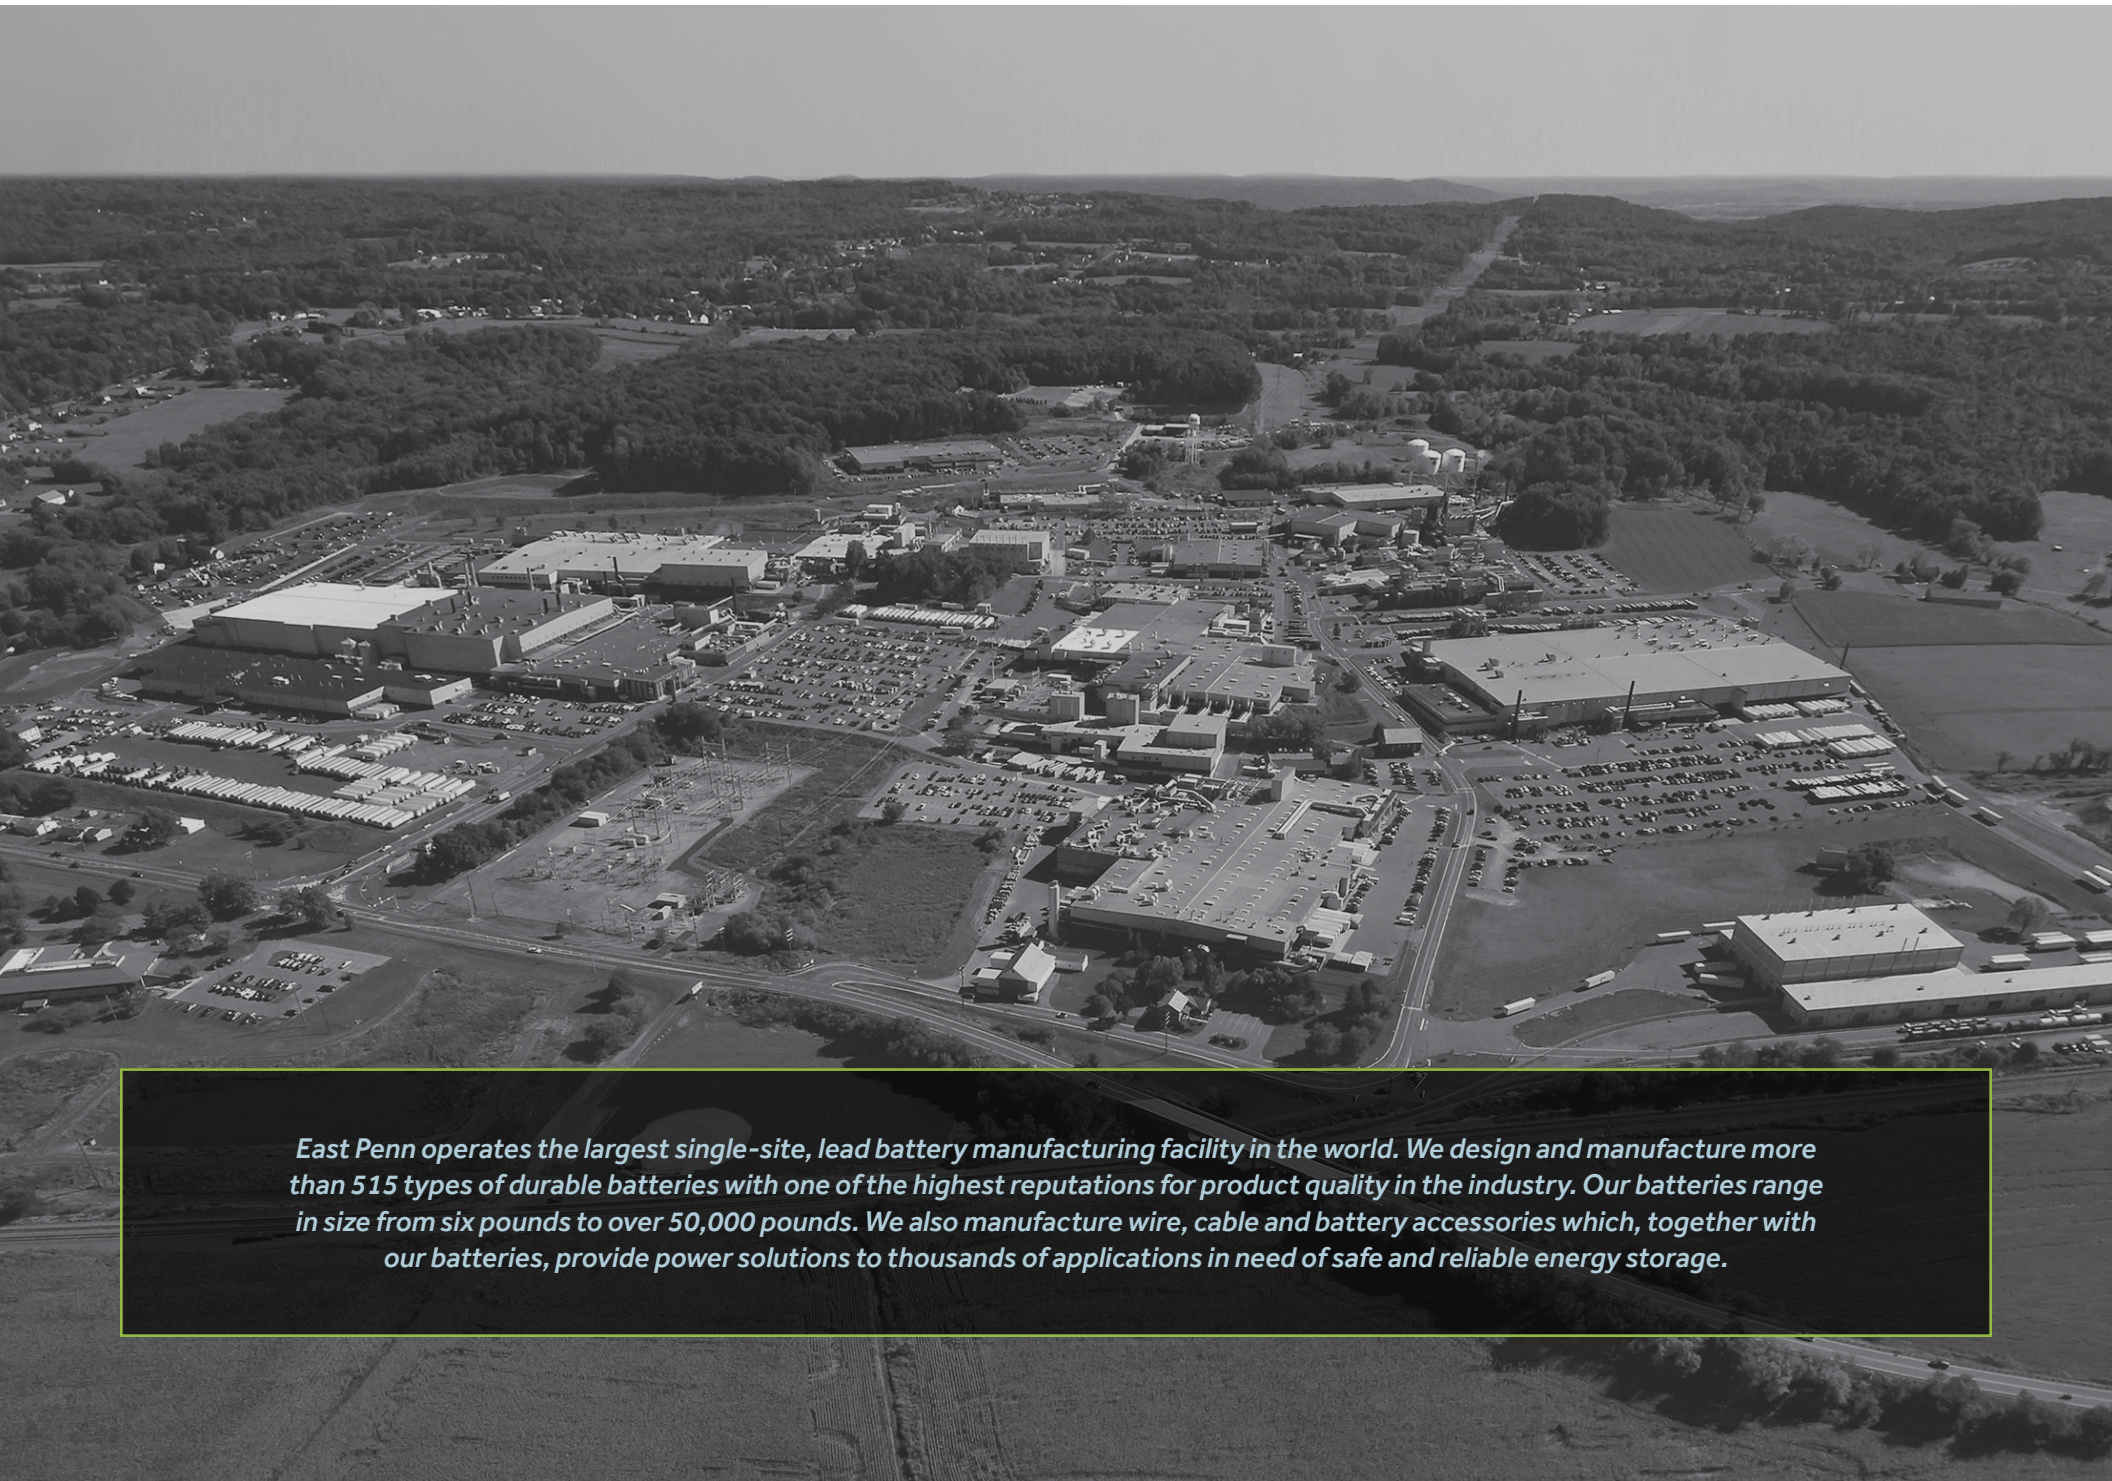 East Penn operates the largest single-site, lead battery manufacturing facility in the world. We design and manufacture more
than 515 types of durable batteries with one of the highest reputations for product quality in the industry. Our batteries range
in size from six pounds to over 50,000 pounds. We also manufacture wire, cable and battery accessories which, together with
our batteries, provide power solutions to thousands of applications in need of safe and reliable energy storage.